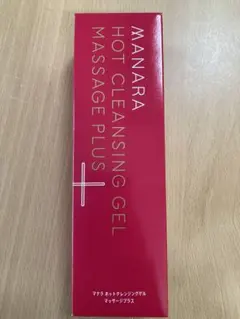 MANARA
HOT CLEANSING GEL
MASSAGE PLUS
マナラ ホットクレンジングゲル
マッサージプラス